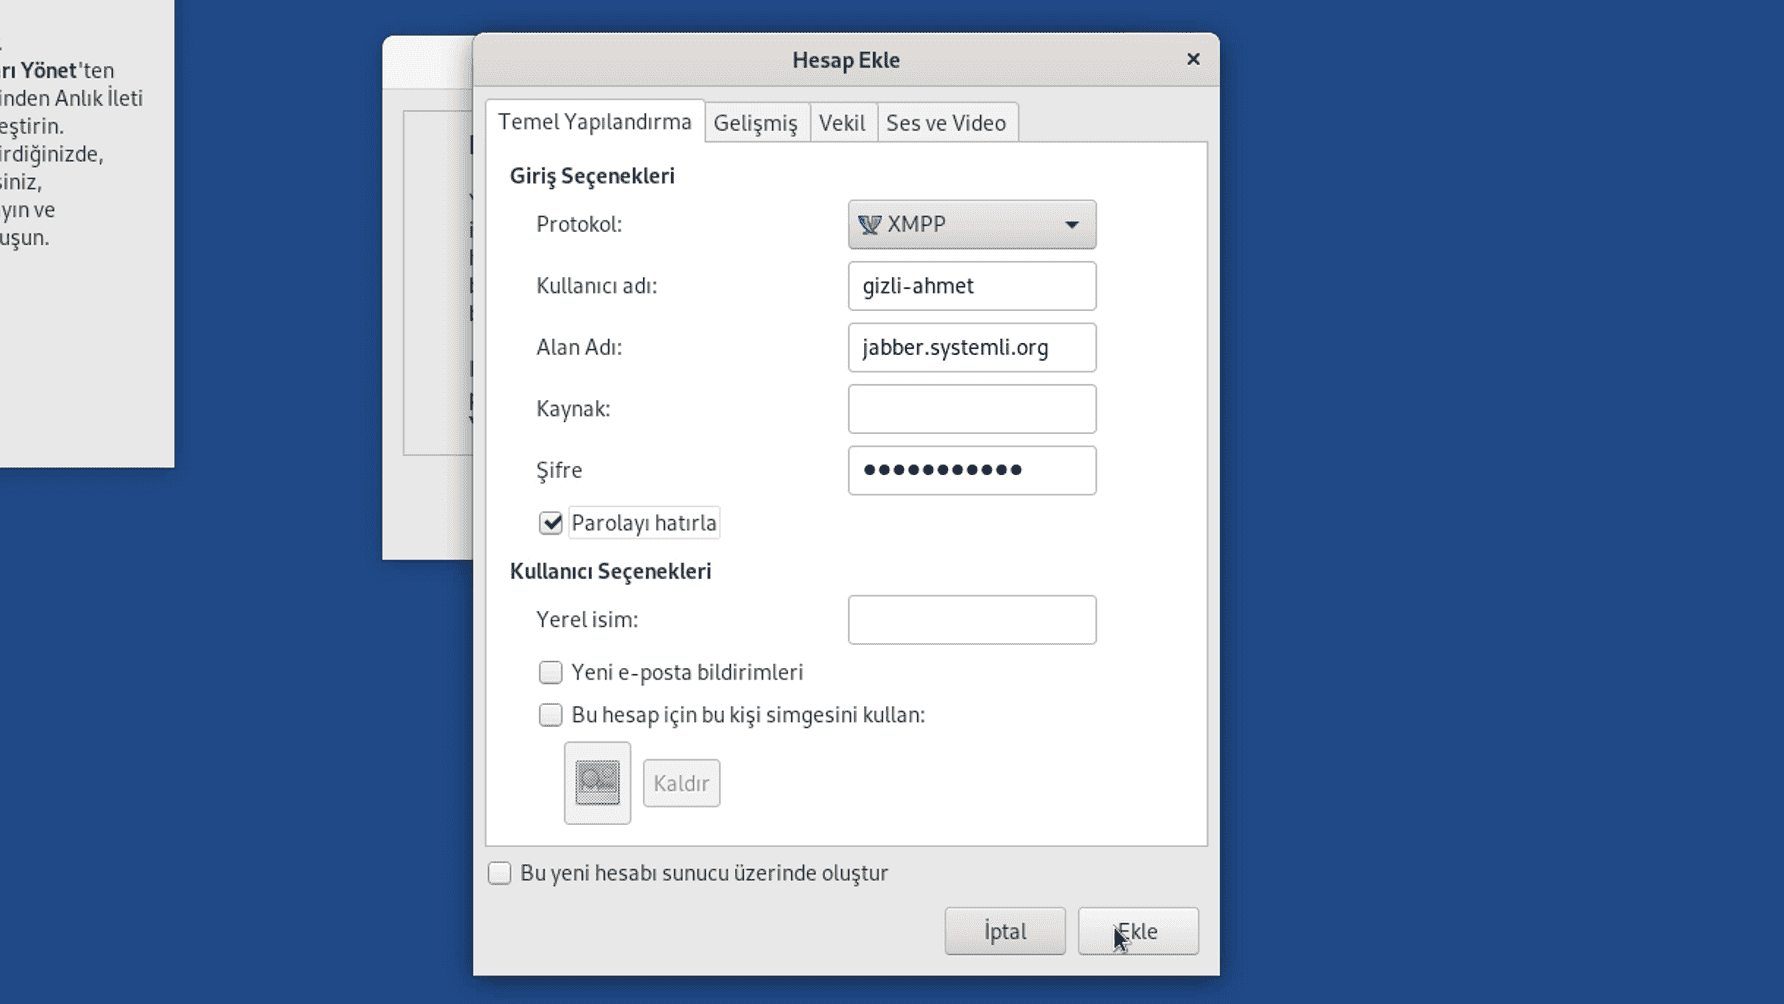 rı Yönet'ten
inden Anlık İleti
eştirin.
irdiğinizde,
siniz,
yın ve
uşun.
Hesap Ekle
Temel Yapılandırma
Gelişmiş
Vekil
Ses ve Video
Giriş Seçenekleri
Protokol:
XMPP
Kullanıcı adı:
gizli-ahmet
Alan Adı:
jabber.systemli.org
Kaynak:
Şifre
Parolayı hatırla
Kullanıcı Seçenekleri
Yerel isim:
Yeni e-posta bildirimleri
Bu hesap için bu kişi simgesini kullan:
Kaldır
Bu yeni hesabı sunucu üzerinde oluştur
İptal
Ekle